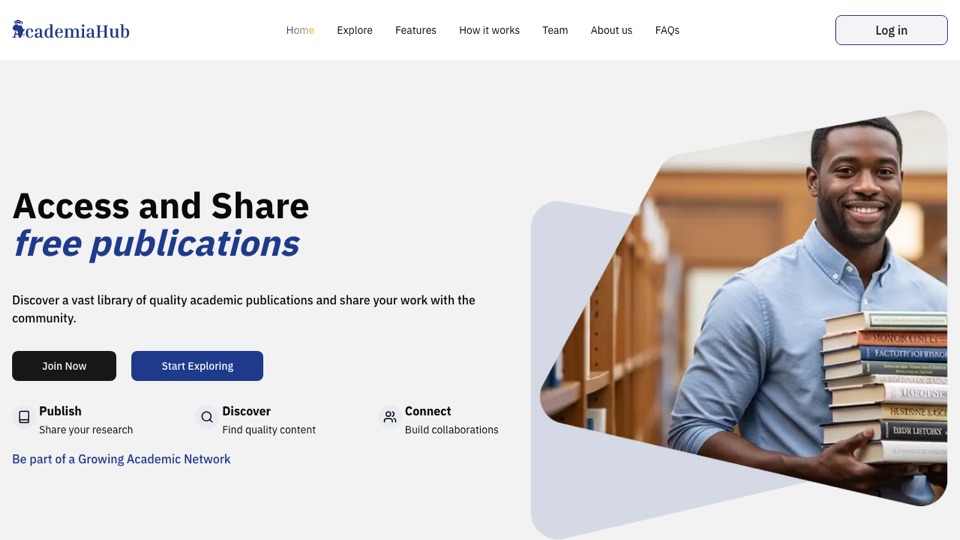 AcademiaHub
Home Explore Features How it works Team About us FAQs
Log in
Access and Share
free publications
Discover a vast library of quality academic publications and share your work with the
community.
Join Now Start Exploring
Publish Discover Connect
Share your research Find quality content Build collaborations
Be part of a Growing Academic Network